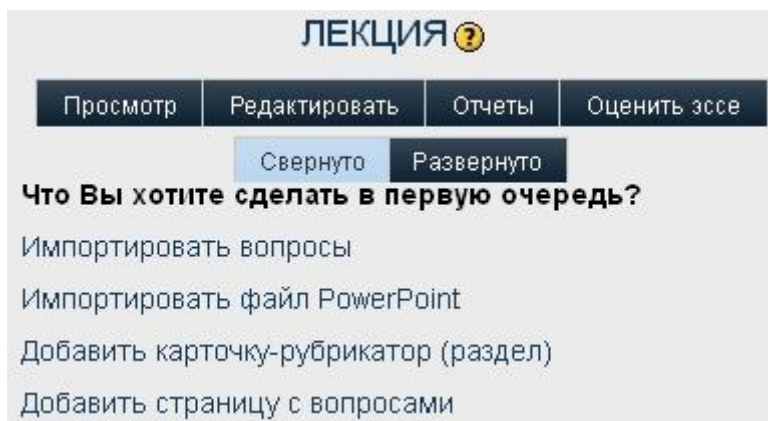 ЛЕКЦИЯ ?
Просмотр Редактировать Отчеты Оценить эссе
Свернуто Развернуто
Что Вы хотите сделать в первую очередь?
Импортировать вопросы
Импортировать файл PowerPoint
Добавить карточку-рубрикатор (раздел)
Добавить страницу с вопросами